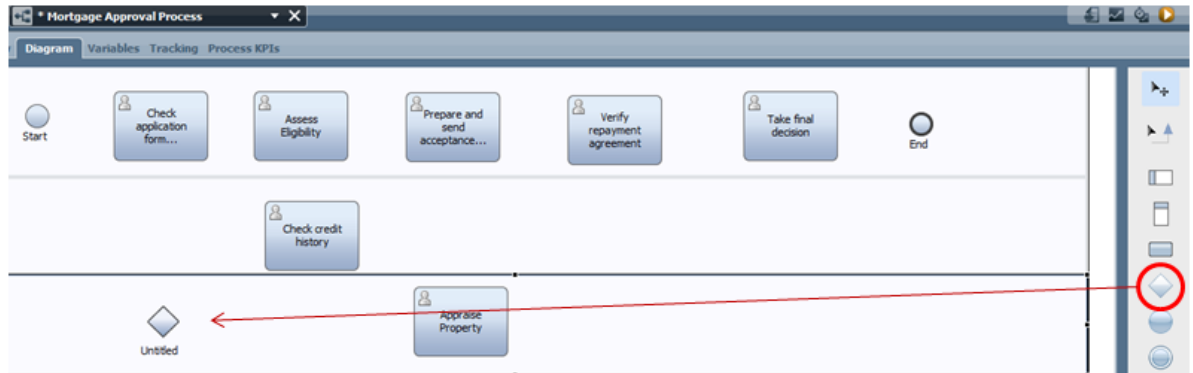 * Mortgage Approval Process
Diagram Variables Tracking Process KPIs
Start
Check
application
form...
Assess
Eligibility
Prepare and
send
acceptance...
Verify
repayment
agreement
Take final
decision
End
Check credit
history
Untitled
Appraise
Property